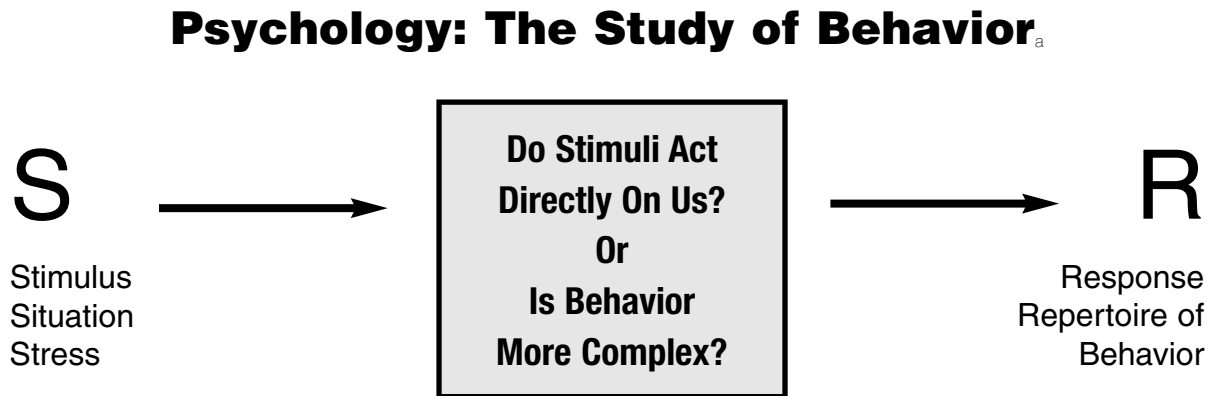 Psychology: The Study of Behavior a
S
Stimulus
Situation
Stress
Do Stimuli Act
Directly On Us?
Or
Is Behavior
More Complex?
R
Response
Repertoire of
Behavior